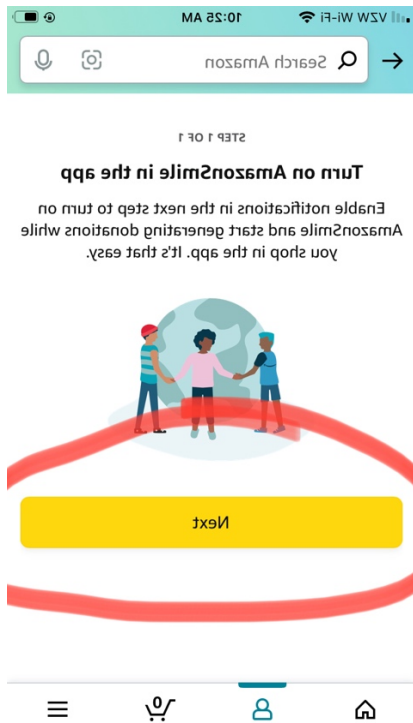 VZW Wi-Fi 10:25 AM
Search Amazon
STEP 1 OF 1
Turn on AmazonSmile in the app
Enable notifications in the next step to turn on
AmazonSmile and start generating donations while
you shop in the app. It's that easy.
Next
0